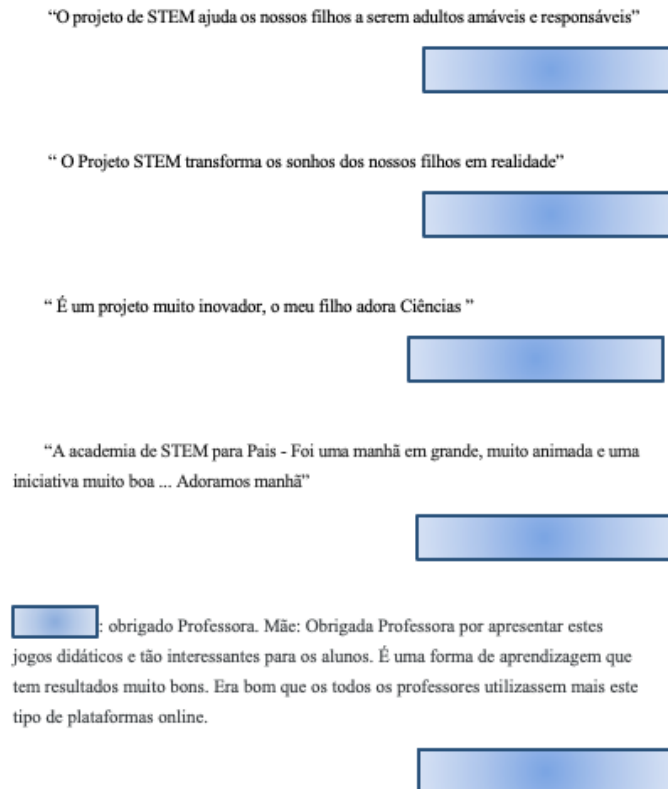 “O projeto de STEM ajuda os nossos filhos a serem adultos amáveis e responsáveis”
“ O Projeto STEM transforma os sonhos dos nossos filhos em realidade”
“ É um projeto muito inovador, o meu filho adora Ciências ”
“A academia de STEM para Pais - Foi uma manhã em grande, muito animada e uma
iniciativa muito boa ... Adoramos manhã”
: obrigado Professora. Mãe: Obrigada Professora por apresentar estes
jogos didáticos e tão interessantes para os alunos. É uma forma de aprendizagem que
tem resultados muito bons. Era bom que os todos os professores utilizassem mais este
tipo de plataformas online.